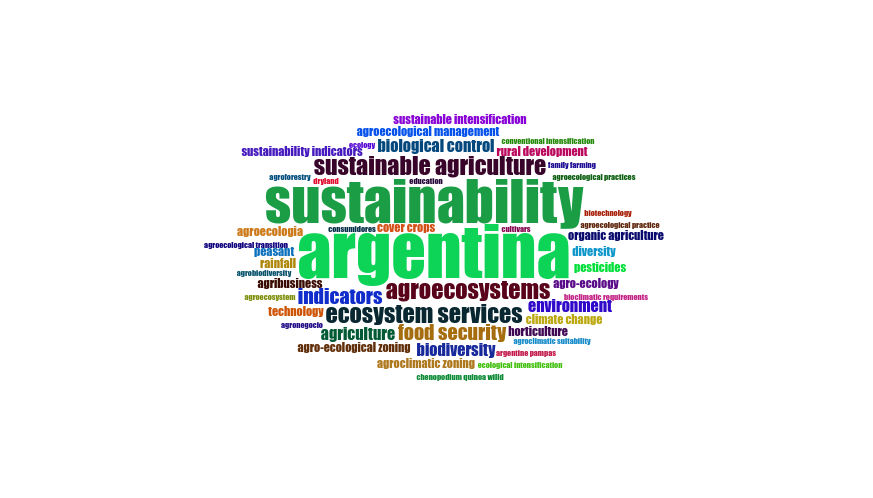 sustainable intensification
agroecological management
ecology biological control conventional intensification
sustainability indicators rural development
sustainable agriculture family farming
agroforestry dryland education agroecological practices
sustainability
biotechnology
agroecologia consumidores cover crops cultivars agroecological practice
argentina organic agriculture
agroecological transition
peasant diversity
rainfall pesticides
agrobiodiversity
agribusiness agroecosystems agro-ecology
agroecosystem indicators bioclimatic requirements
technology ecosystem services environment
agronegocio climate change
agriculture food security horticulture
agroclimatic suitability
agro-ecological zoning biodiversity argentine pampas
agroclimatic zoning ecological intensification
chenopodium quinoa willd